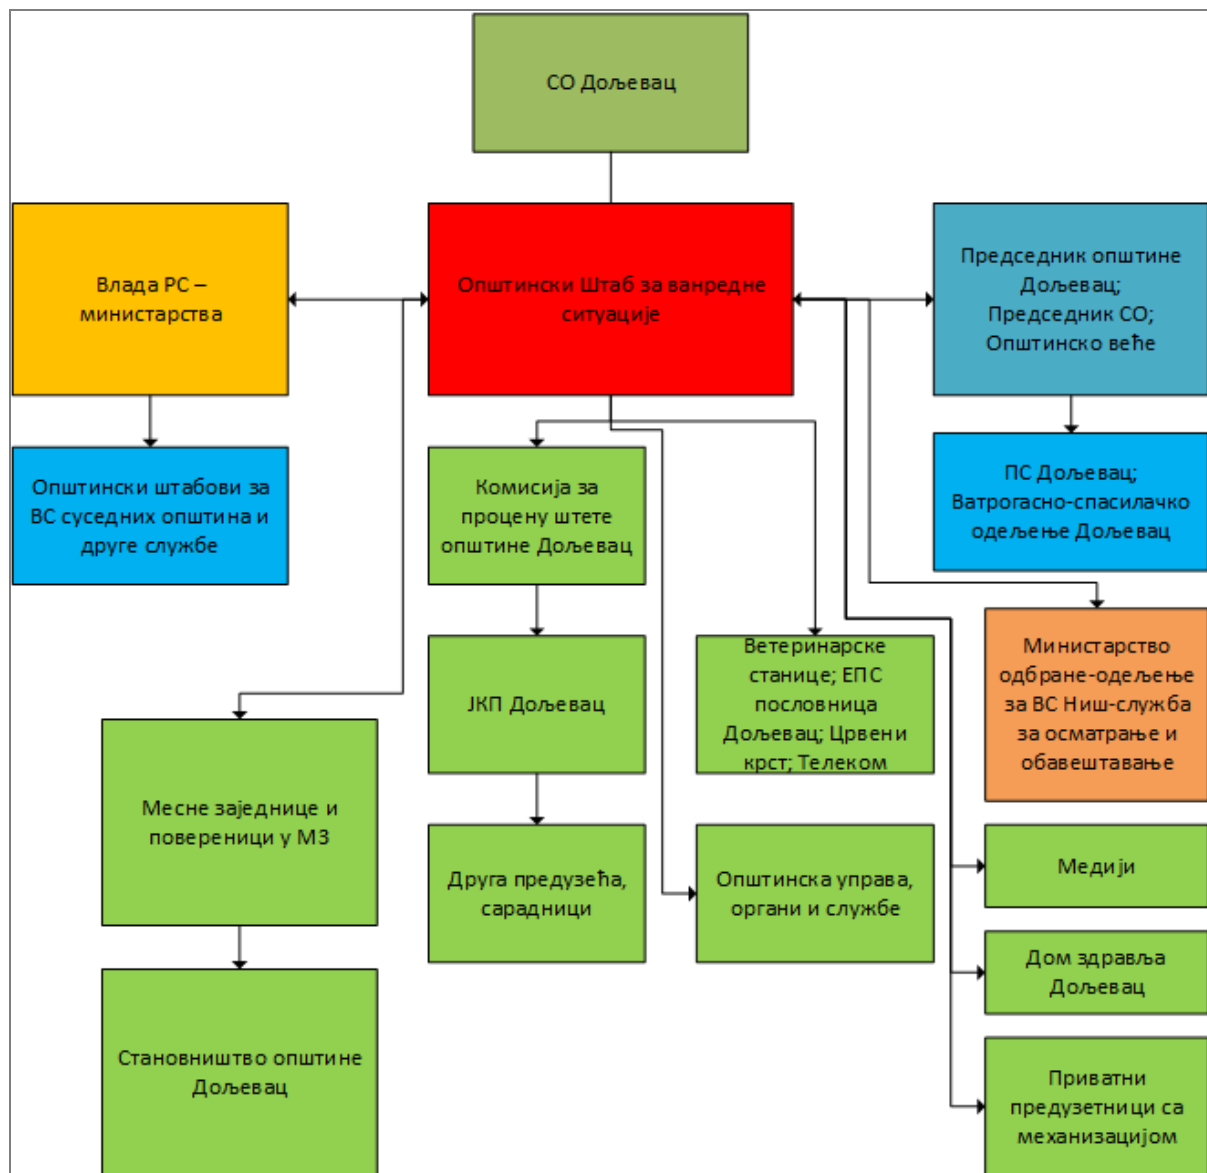 СО Дољевац
Влада РС –
министарства
Општински Штаб за ванредне
ситуације
Председник општине
Дољевац;
Председник СО;
Општинско веће
Општински штабови за
ВС суседних општина и
друге службе
Комисија за
процену штете
општине Дољевац
ПС Дољевац;
Ватрогасно-спасилачко
одељење Дољевац
ЈКП Дољевац
Ветеринарске
станице; ЕПС
пословница
Дољевац; Црвени
крст; Телеком
Министарство
одбране-одељење
за ВС Ниш-служба
за осматрање и
обавештавање
Месне заједнице и
повереници у МЗ
Друга предузећа,
сарадници
Општинска управа,
органи и службе
Медији
Дом здравља
Дољевац
Становништво општине
Дољевац
Приватни
предузетници са
механизацијом